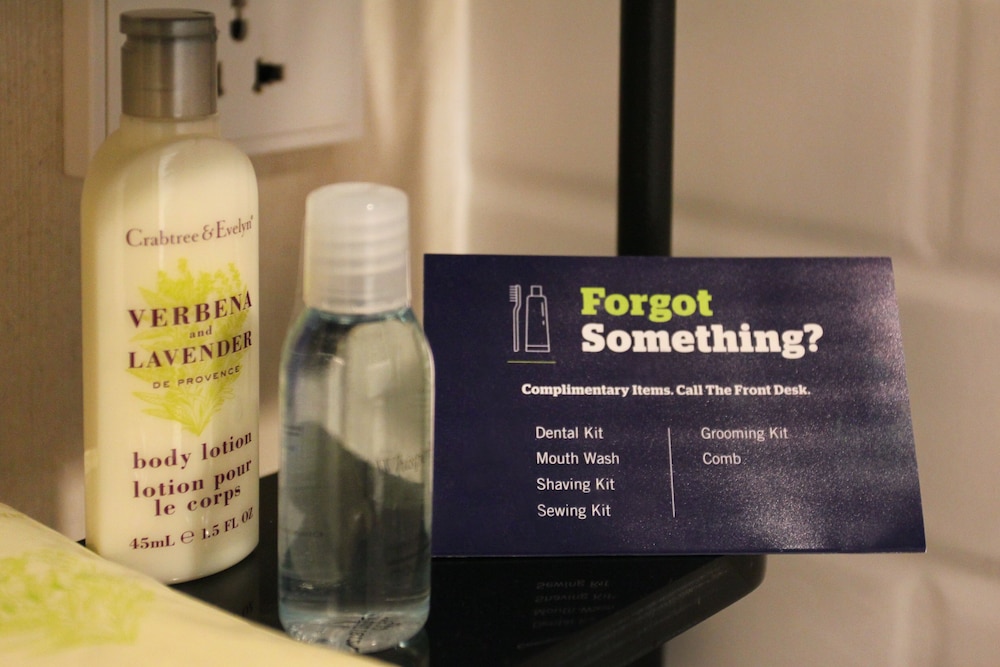 Crabtree & Evelyn®
VERBENA
and
LAVENDER
DE PROVENCE
body lotion
lotion pour
le corps
45mL ℮ 1.5 FL OZ
Forgot
Something?
Complimentary Items. Call The Front Desk.
Dental Kit
Mouth Wash
Shaving Kit
Sewing Kit
Grooming Kit
Comb